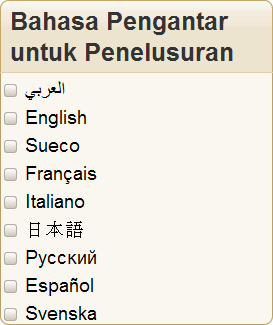 Bahasa Pengantar
untuk Penelusuran
العربي
English
Sueco
Français
Italiano
日本語
Русский
Español
Svenska